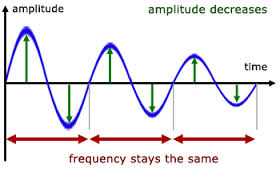 amplitude
amplitude decreases
time
frequency stays the same